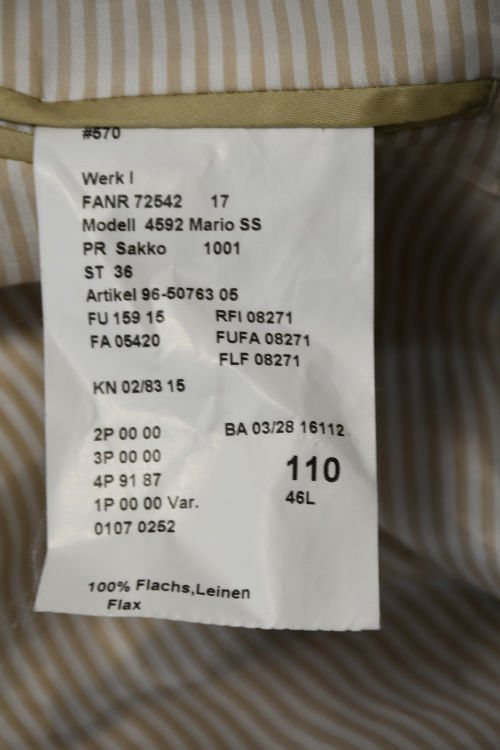 #570
Werk I
FANR 72542 17
Modell 4592 Mario SS
PR Sakko 1001
ST 36
Artikel 96-50763 05
FU 159 15 RFI 08271
FA 05420 FUFA 08271
FLF 08271
KN 02/83 15
2P 00 00 BA 03/28 16112
3P 00 00
4P 91 87 110
1P 00 00 Var. 46L
0107 0252
100% Flachs,Leinen
Flax